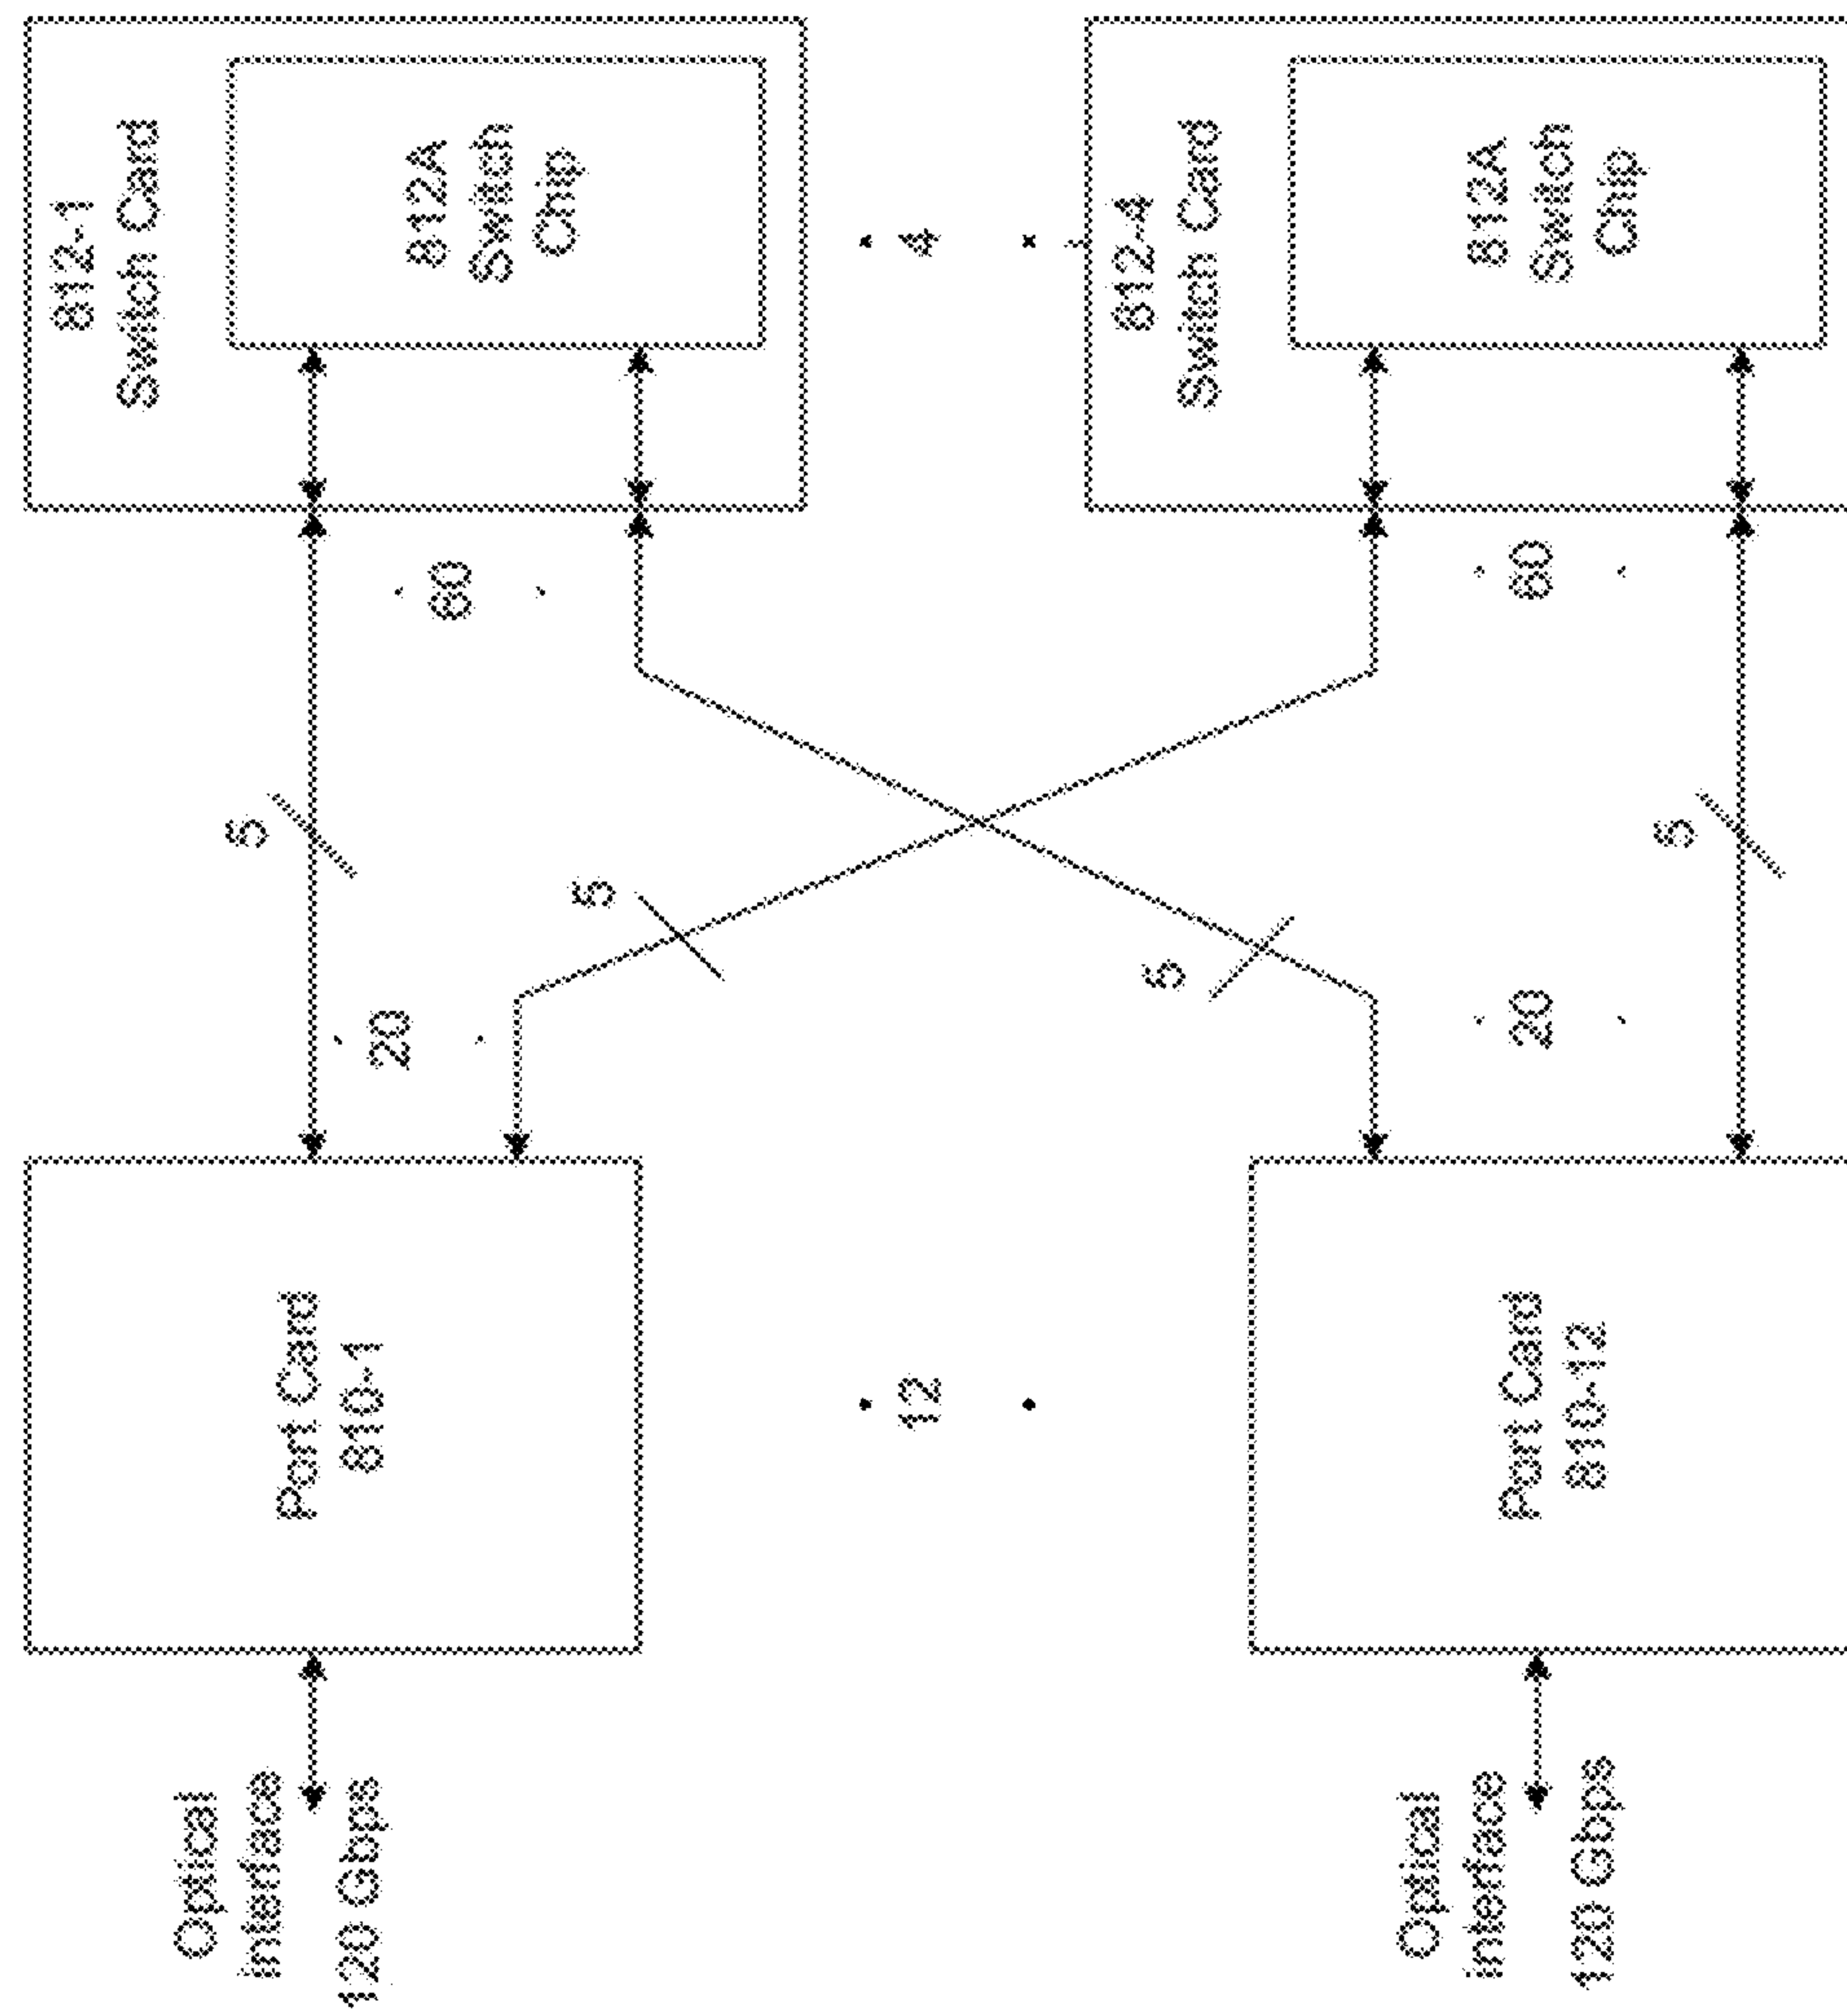 812-1
Switch Card
812A
Switch
Chip
4
812-4
Switch Card
812A
Switch
Chip
60
60
5
5
5
5
20
20
Port Card
810-1
12
Port Card
810-12
Optical
interface
120 Gbps
Optical
interface
120 Gbps